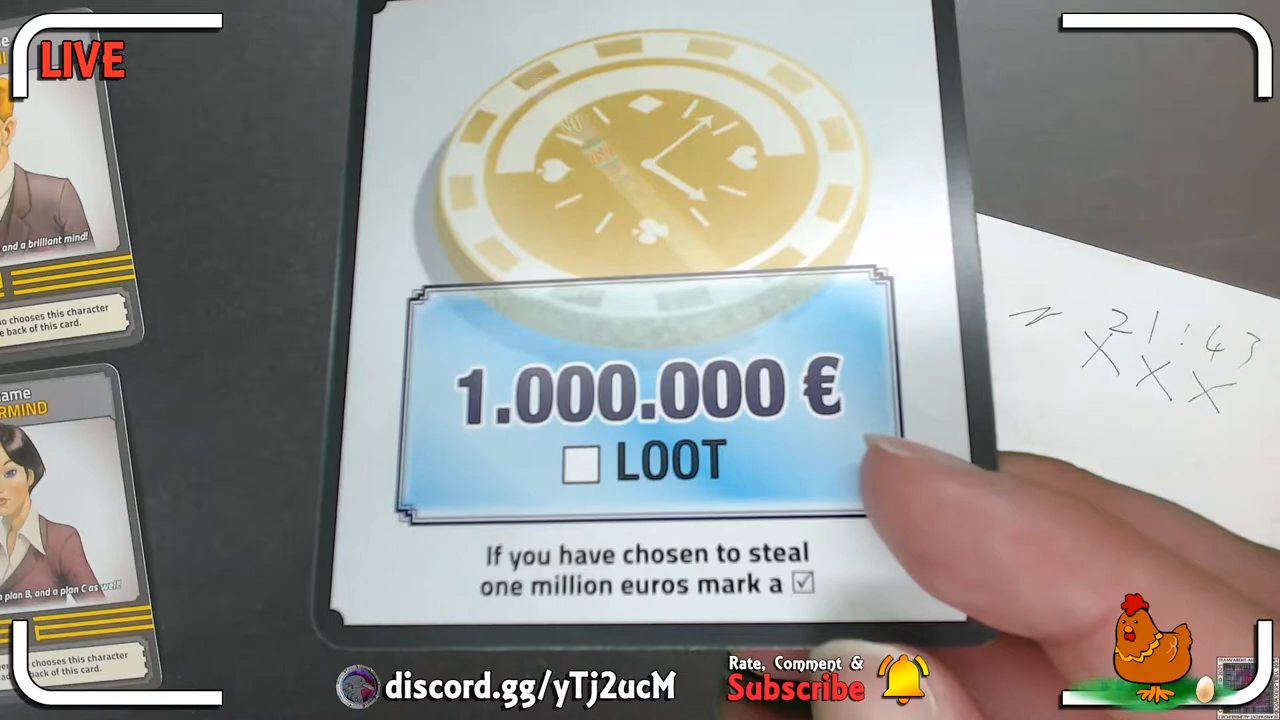 LIVE
and a brilliant mind!
chooses this character
back of this card.
RMIND
a plan B, and a plan C as well!
chooses this character
back of this card.
1.000.000 €
LOOT
If you have chosen to steal
one million euros mark a ☑
21:43
X X X
discord.gg/yTj2ucM
Rate, Comment &
Subscribe